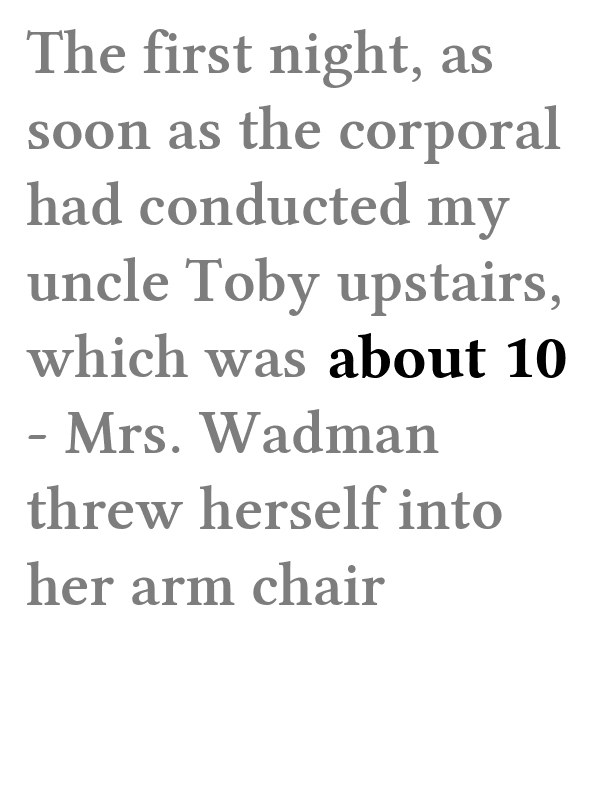 The first night, as
soon as the corporal
had conducted my
uncle Toby upstairs,
which was about 10
- Mrs. Wadman
threw herself into
her arm chair